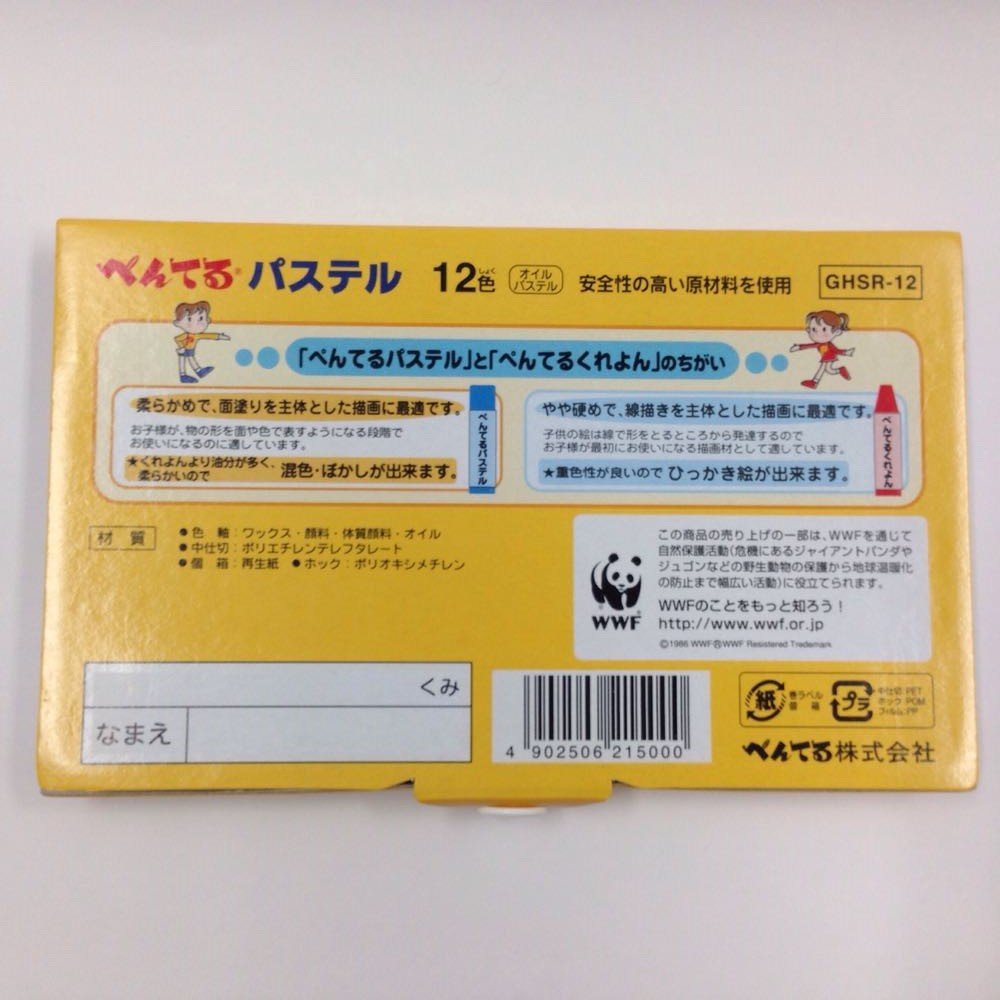 ぺんてる® パステル 12色 しょく オイルパステル 安全性の高い原材料を使用 GHSR-12
「ぺんてるパステル」と「ぺんてるくれよん」のちがい
柔らかめで、面塗りを主体とした描画に最適です。
お子様が、物の形を面や色で表すようになる段階で
お使いになるのに適しています。
★くれよんより油分が多く、
柔らかいので 混色・ぼかしが出来ます。
ぺんてるパステル
やや硬めで、線描きを主体とした描画に最適です。
子供の絵は線で形をとるところから発達するので
お子様が最初にお使いになる描画材として適しています。
★重色性が良いので ひっかき絵が出来ます。
ぺんてるくれよん
材質
●色軸：ワックス・顔料・体質顔料・オイル
●中仕切：ポリエチレンテレフタレート
●個箱：再生紙 ●ホック：ポリオキシメチレン
この商品の売り上げの一部は、WWFを通じて
自然保護活動(危機にあるジャイアントパンダや
ジュゴンなどの野生動物の保護から地球温暖化
の防止まで幅広い活動)に役立てられます。
WWFのことをもっと知ろう！
http://www.wwf.or.jp
©1986 WWF ®WWF Registered Trademark
WWF
くみ
なまえ
4 902506 215000
紙 巻ラベル
個箱
プラ 中仕切:PET
ホック:POM
フィルム:PP
ぺんてる株式会社